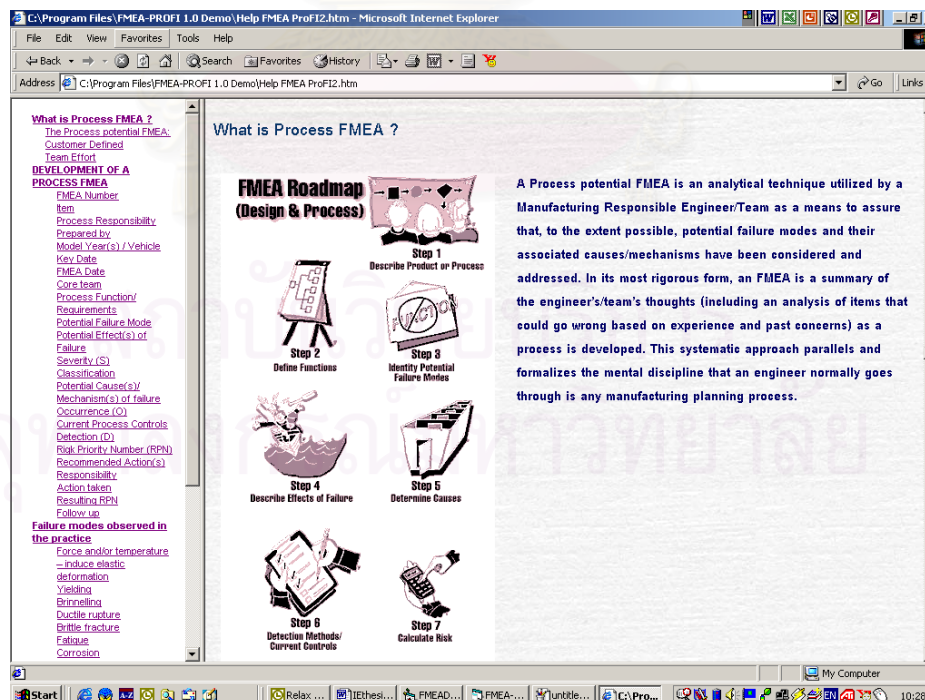 C:\Program Files\FMEA-PROFI 1.0 Demo\Help FMEA ProFI2.htm - Microsoft Internet Explorer
File Edit View Favorites Tools Help
Back Search Favorites History
Address C:\Program Files\FMEA-PROFI 1.0 Demo\Help FMEA ProFI2.htm Go Links
What is Process FMEA ?
The Process potential FMEA:
Customer Defined
Team Effort
DEVELOPMENT OF A
PROCESS FMEA
FMEA Number
Item
Process Responsibility
Prepared by
Model Year(s) / Vehicle
Key Date
FMEA Date
Core team
Process Function/
Requirements
Potential Failure Mode
Potential Effect(s) of
Failure
Severity (S)
Classification
Potential Cause(s)/
Mechanism(s) of failure
Occurrence (O)
Current Process Controls
Detection (D)
Rigk Priority Number (RPN)
Recommended Action(s)
Responsibility
Action taken
Resulting RPN
Follow up
Failure modes observed in
the practice
Force and/or temperature
– induce elastic
deformation
Yielding
Brinnelling
Ductile rupture
Brittle fracture
Fatique
Corrosion
What is Process FMEA ?
FMEA Roadmap
(Design & Process)
Step 1
Describe Product or Process
Step 2
Define Functions
FUNCTION
Step 3
Identity Potential
Failure Modes
Step 4
Describe Effects of Failure
Step 5
Determine Causes
Step 6
Detection Methods/
Current Controls
Step 7
Calculate Risk
A Process potential FMEA is an analytical technique utilized by a
Manufacturing Responsible Engineer/Team as a means to assure
that, to the extent possible, potential failure modes and their
associated causes/mechanisms have been considered and
addressed. In its most rigorous form, an FMEA is a summary of
the engineer's/team's thoughts (including an analysis of items that
could go wrong based on experience and past concerns) as a
process is developed. This systematic approach parallels and
formalizes the mental discipline that an engineer normally goes
through is any manufacturing planning process.
My Computer
Start Relax ... IEthesi... FMEAD... FMEA-... untitle... C:\Pro... EN 10:26